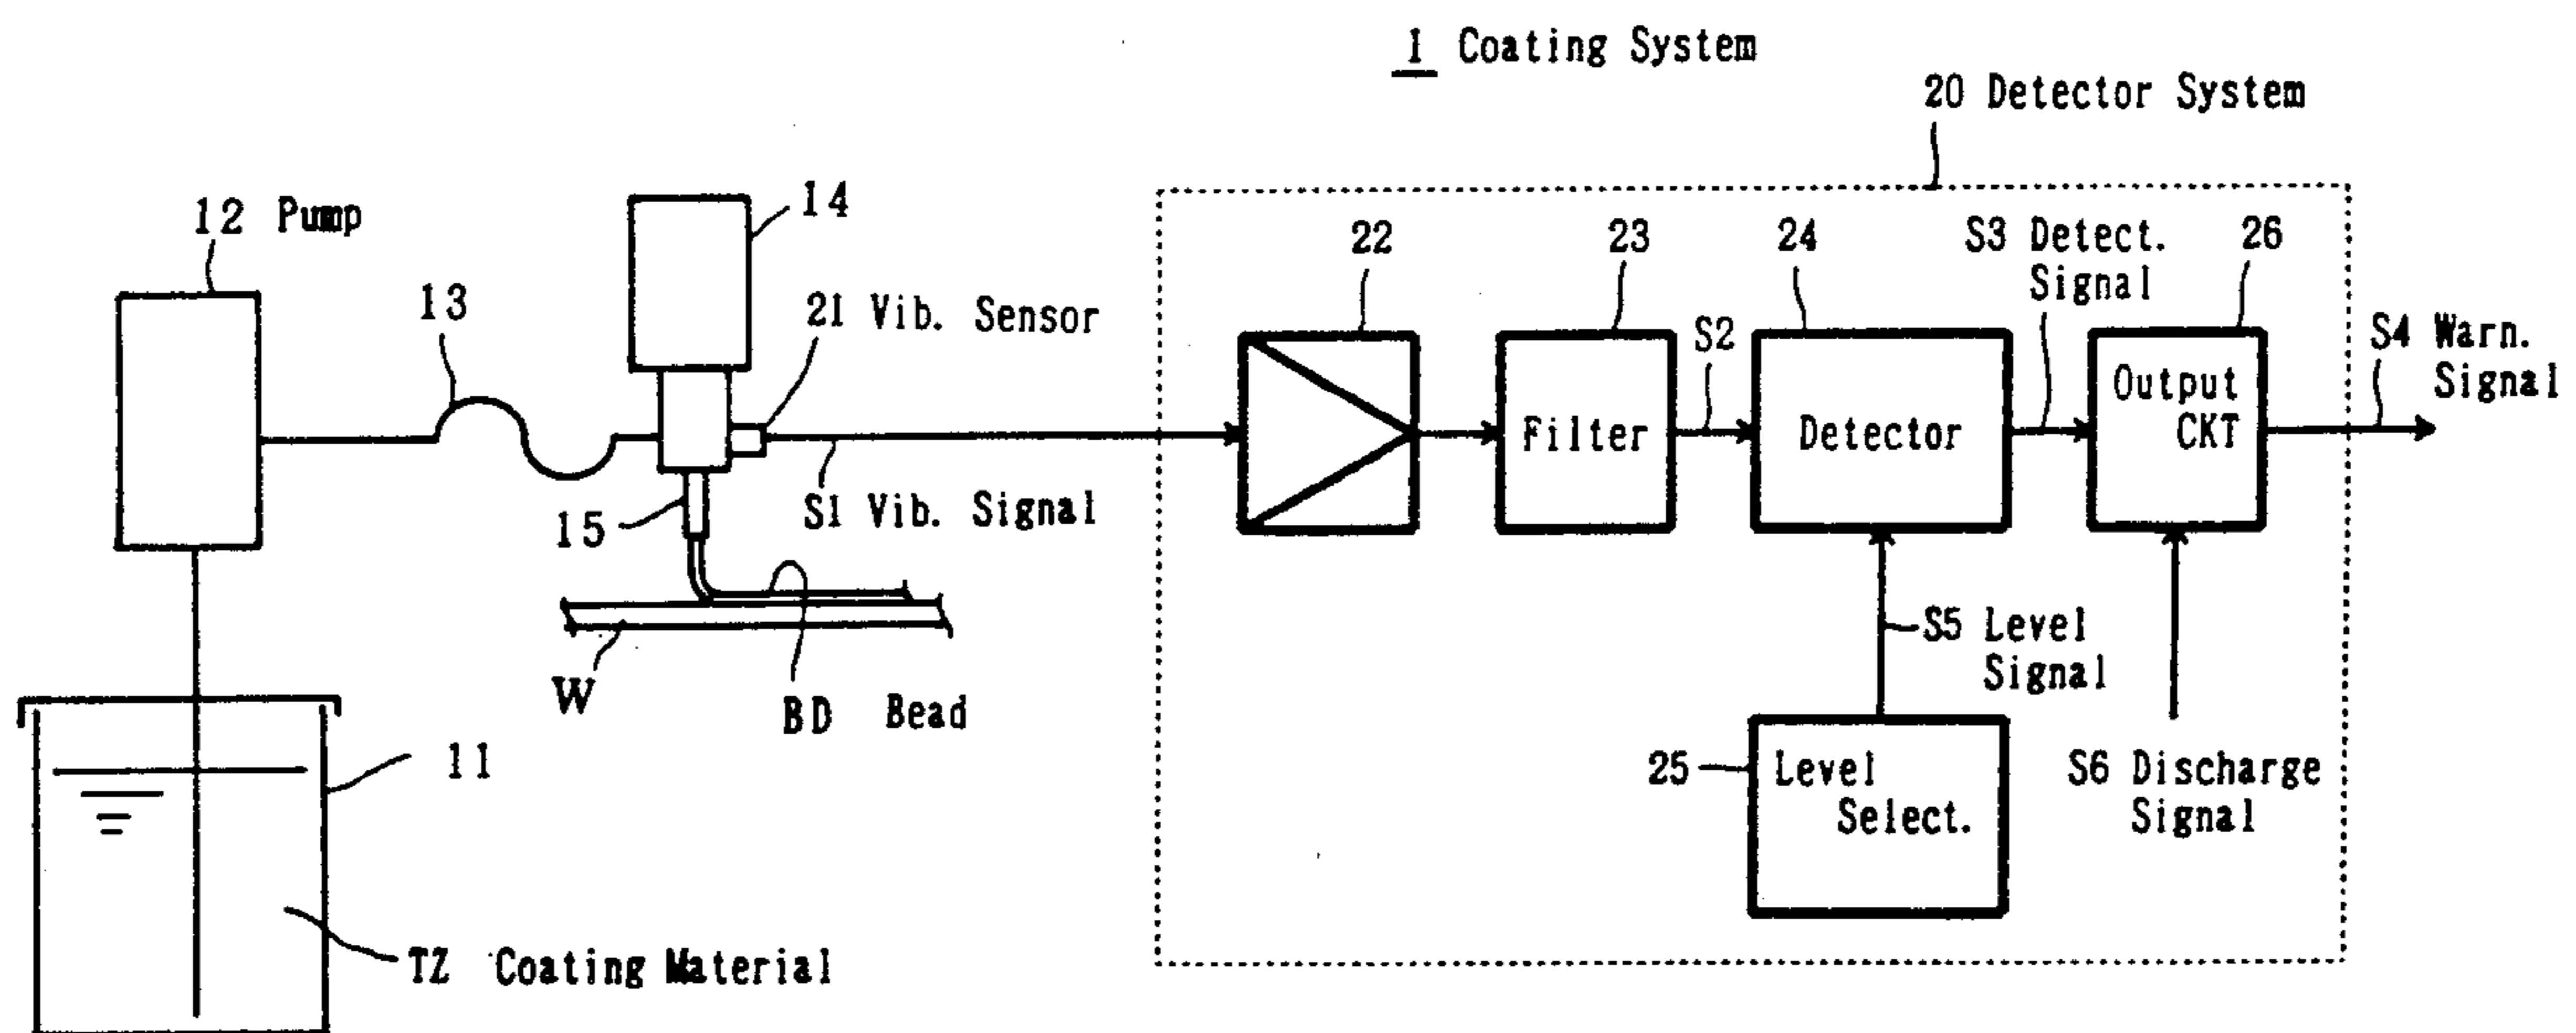 1 Coating System
20 Detector System
12 Pump
14
13
21 Vib. Sensor
22
23
24
S3 Detect.
Signal
26
S2
S4 Warn.
Signal
Filter
Detector
Output
CKT
15
S1 Vib. Signal
W
BD Bead
S5 Level
Signal
11
25
Level
Select.
S6 Discharge
Signal
TZ Coating Material